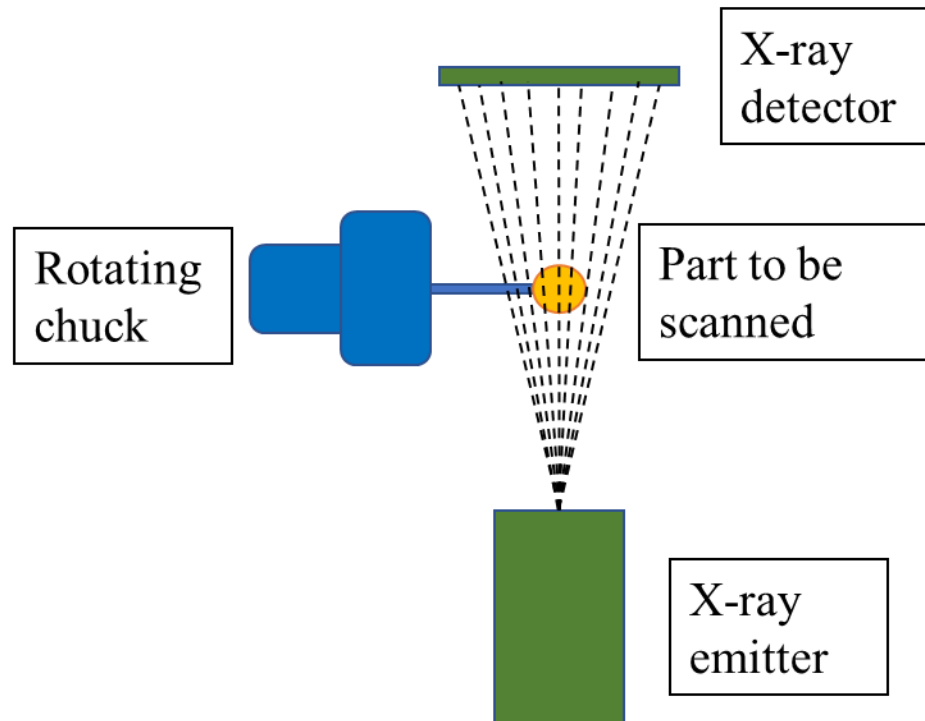 X-ray
detector
Rotating
chuck
Part to be
scanned
X-ray
emitter